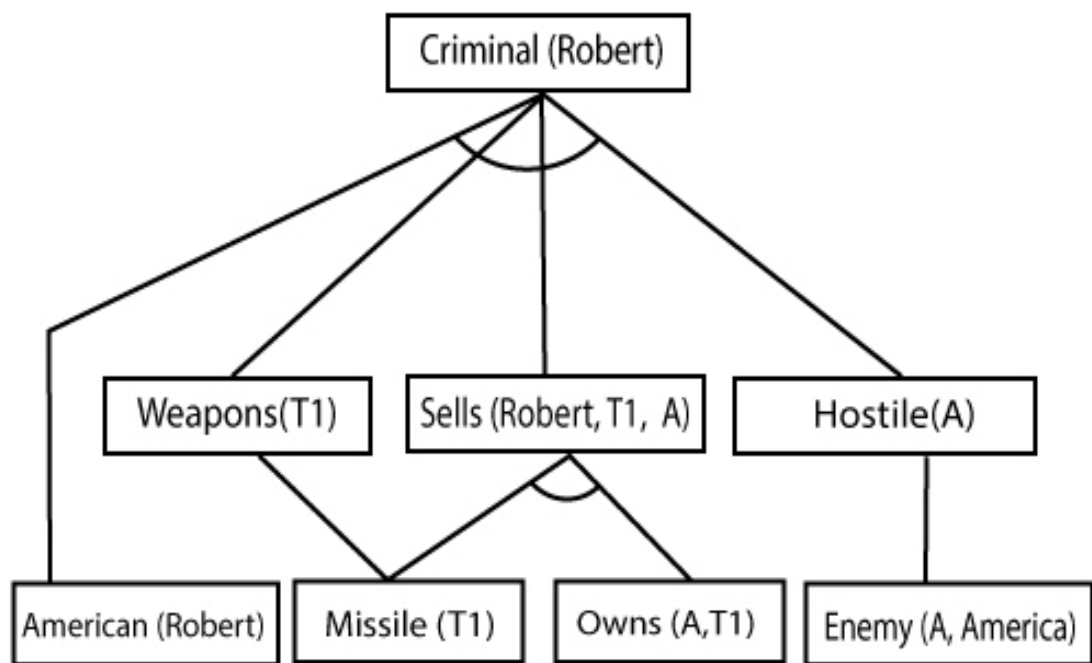 Criminal (Robert)
Weapons(T1)
Sells (Robert, T1, A)
Hostile(A)
American (Robert)
Missile (T1)
Owns (A,T1)
Enemy (A, America)